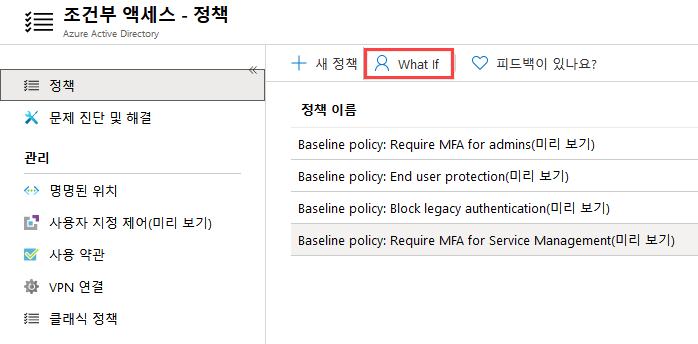 조건부 액세스 - 정책
Azure Active Directory
«
정책
문제 진단 및 해결
관리
명명된 위치
사용자 지정 제어(미리 보기)
사용 약관
VPN 연결
클래식 정책
+ 새 정책 What If 피드백이 있나요?
정책 이름
Baseline policy: Require MFA for admins(미리 보기)
Baseline policy: End user protection(미리 보기)
Baseline policy: Block legacy authentication(미리 보기)
Baseline policy: Require MFA for Service Management(미리 보기)